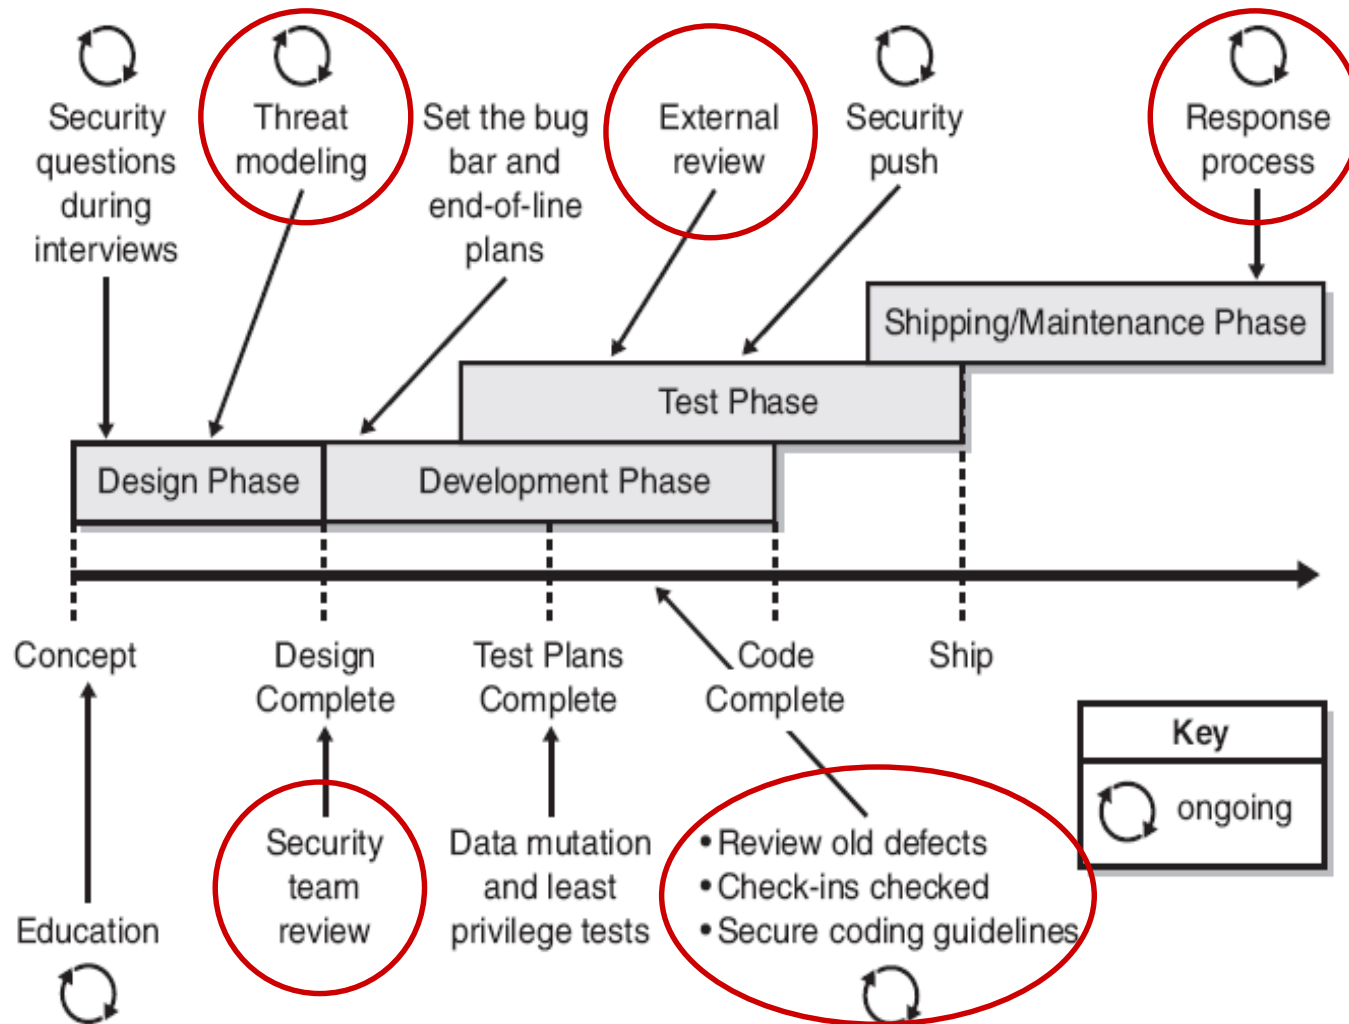 Security
questions
during
interviews
Threat
modeling
Set the bug
bar and
end-of-line
plans
External
review
Security
push
Response
process
Shipping/Maintenance Phase
Test Phase
Design Phase
Development Phase
Concept
Design
Complete
Test Plans
Complete
Code
Complete
Ship
Education
Security
team
review
Data mutation
and least
privilege tests
• Review old defects
• Check-ins checked
• Secure coding guidelines
Key
ongoing